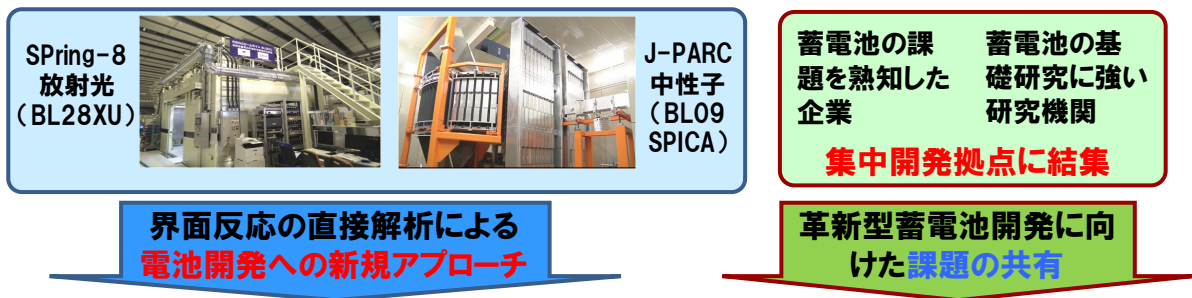 SPring-8
放射光
(BL28XU)
J-PARC
中性子
(BL09
SPICA)
界面反応の直接解析による
電池開発への新規アプローチ
蓄電池の課
題を熟知した
企業
蓄電池の基
礎研究に強い
研究機関
集中開発拠点に結集
革新型蓄電池開発に向
けた課題の共有